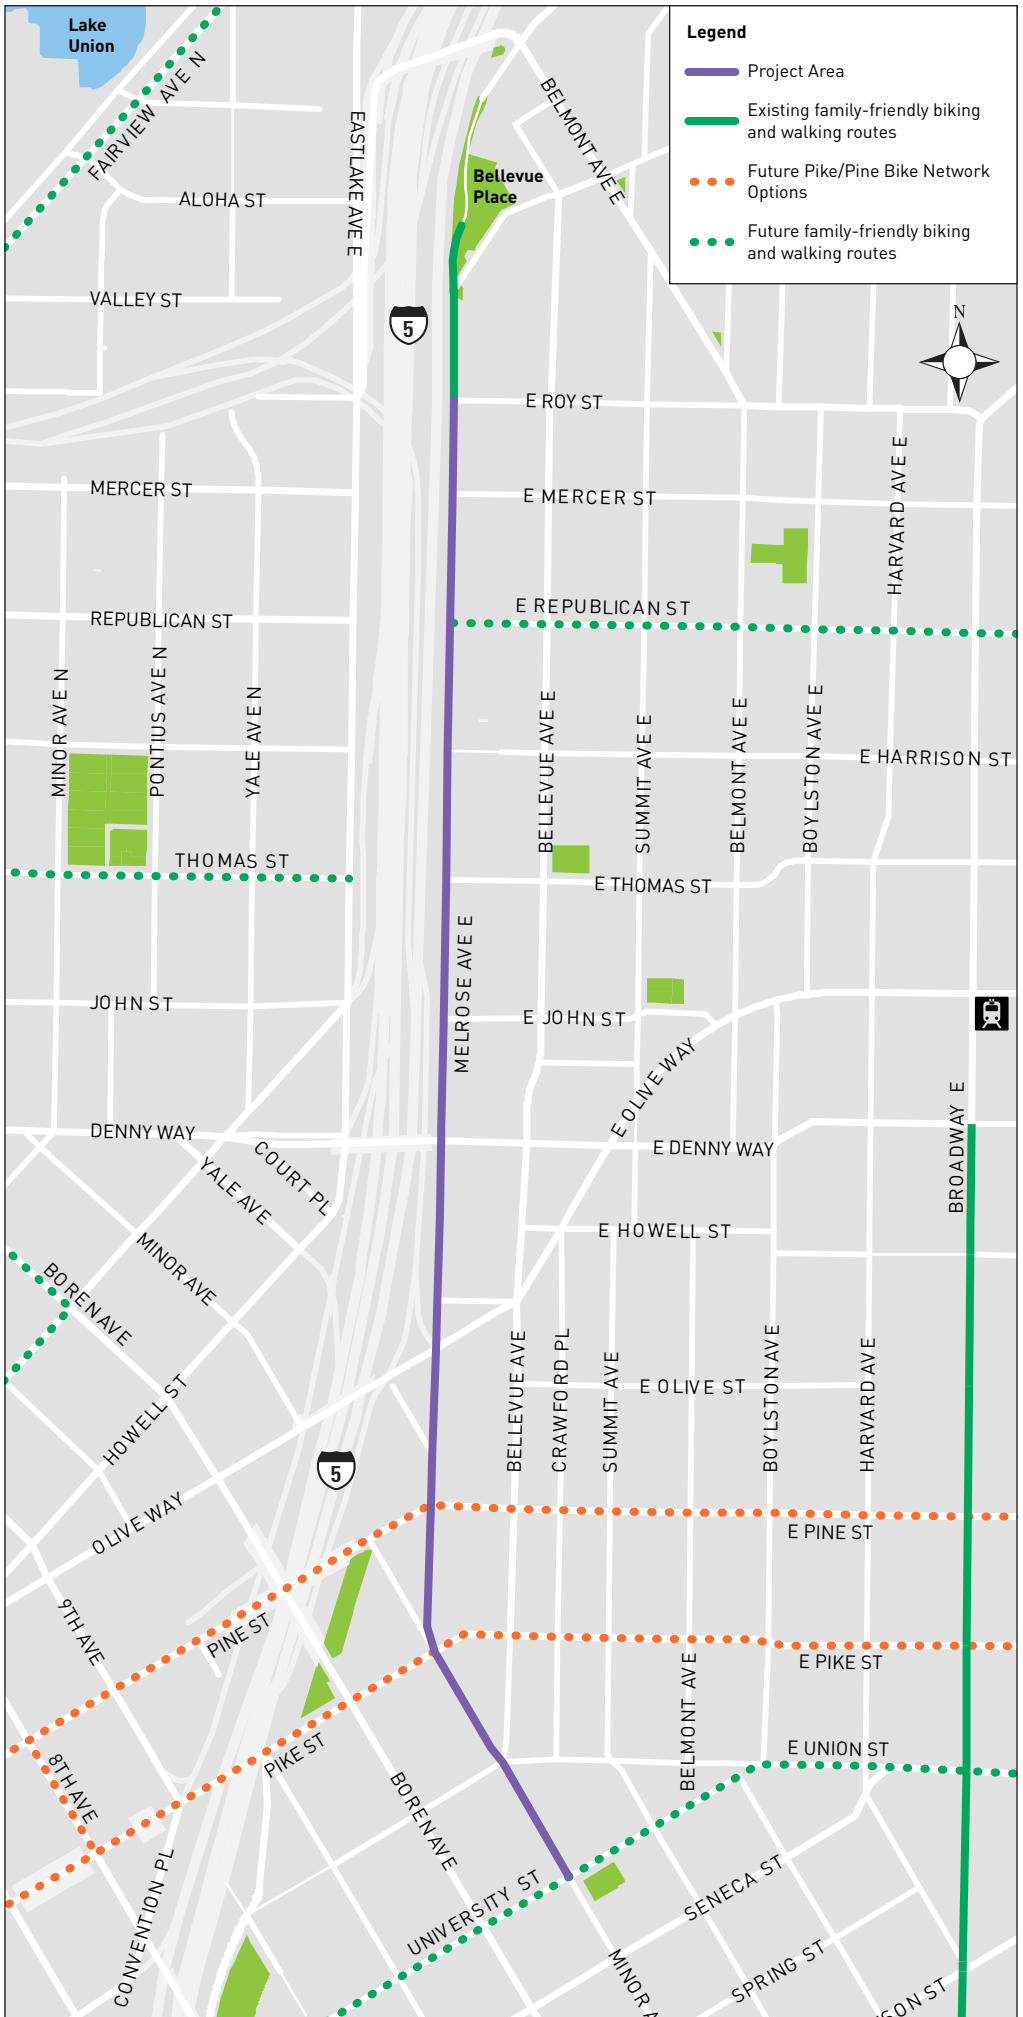 Lake
Union
FAIRVIEW AVE N
ALOHA ST
VALLEY ST
EASTLAKE AVE E
BELMONT AVE E
Bellevue
Place
Legend
Project Area
Existing family-friendly biking
and walking routes
Future Pike/Pine Bike Network
Options
Future family-friendly biking
and walking routes
N
5
E ROY ST
MERCER ST
E MERCER ST
HARVARD AVE E
REPUBLICAN ST
E REPUBLICAN ST
MINOR AVE N
PONTIUS AVE N
YALE AVE N
BELLEVUE AVE E
SUMMIT AVE E
BELMONT AVE E
BOYLSTON AVE E
E HARRISON ST
THOMAS ST
E THOMAS ST
MELROSE AVE E
JOHN ST
E JOHN ST
E OLIVE WAY
BROADWAY E
DENNY WAY
E DENNY WAY
COURT PL
YALE AVE
MINOR AVE
BOREN AVE
E HOWELL ST
HOWELL ST
BELLEVUE AVE
CRAWFORD PL
SUMMIT AVE
E OLIVE ST
BOYLSTON AVE
HARVARD AVE
5
OLIVE WAY
E PINE ST
9TH AVE
PINE ST
E PIKE ST
PIKE ST
8TH AVE
BELMONT AVE
E UNION ST
BOREN AVE
CONVENTION PL
UNIVERSITY ST
SENECA ST
SPRING ST
MINOR A
SON ST